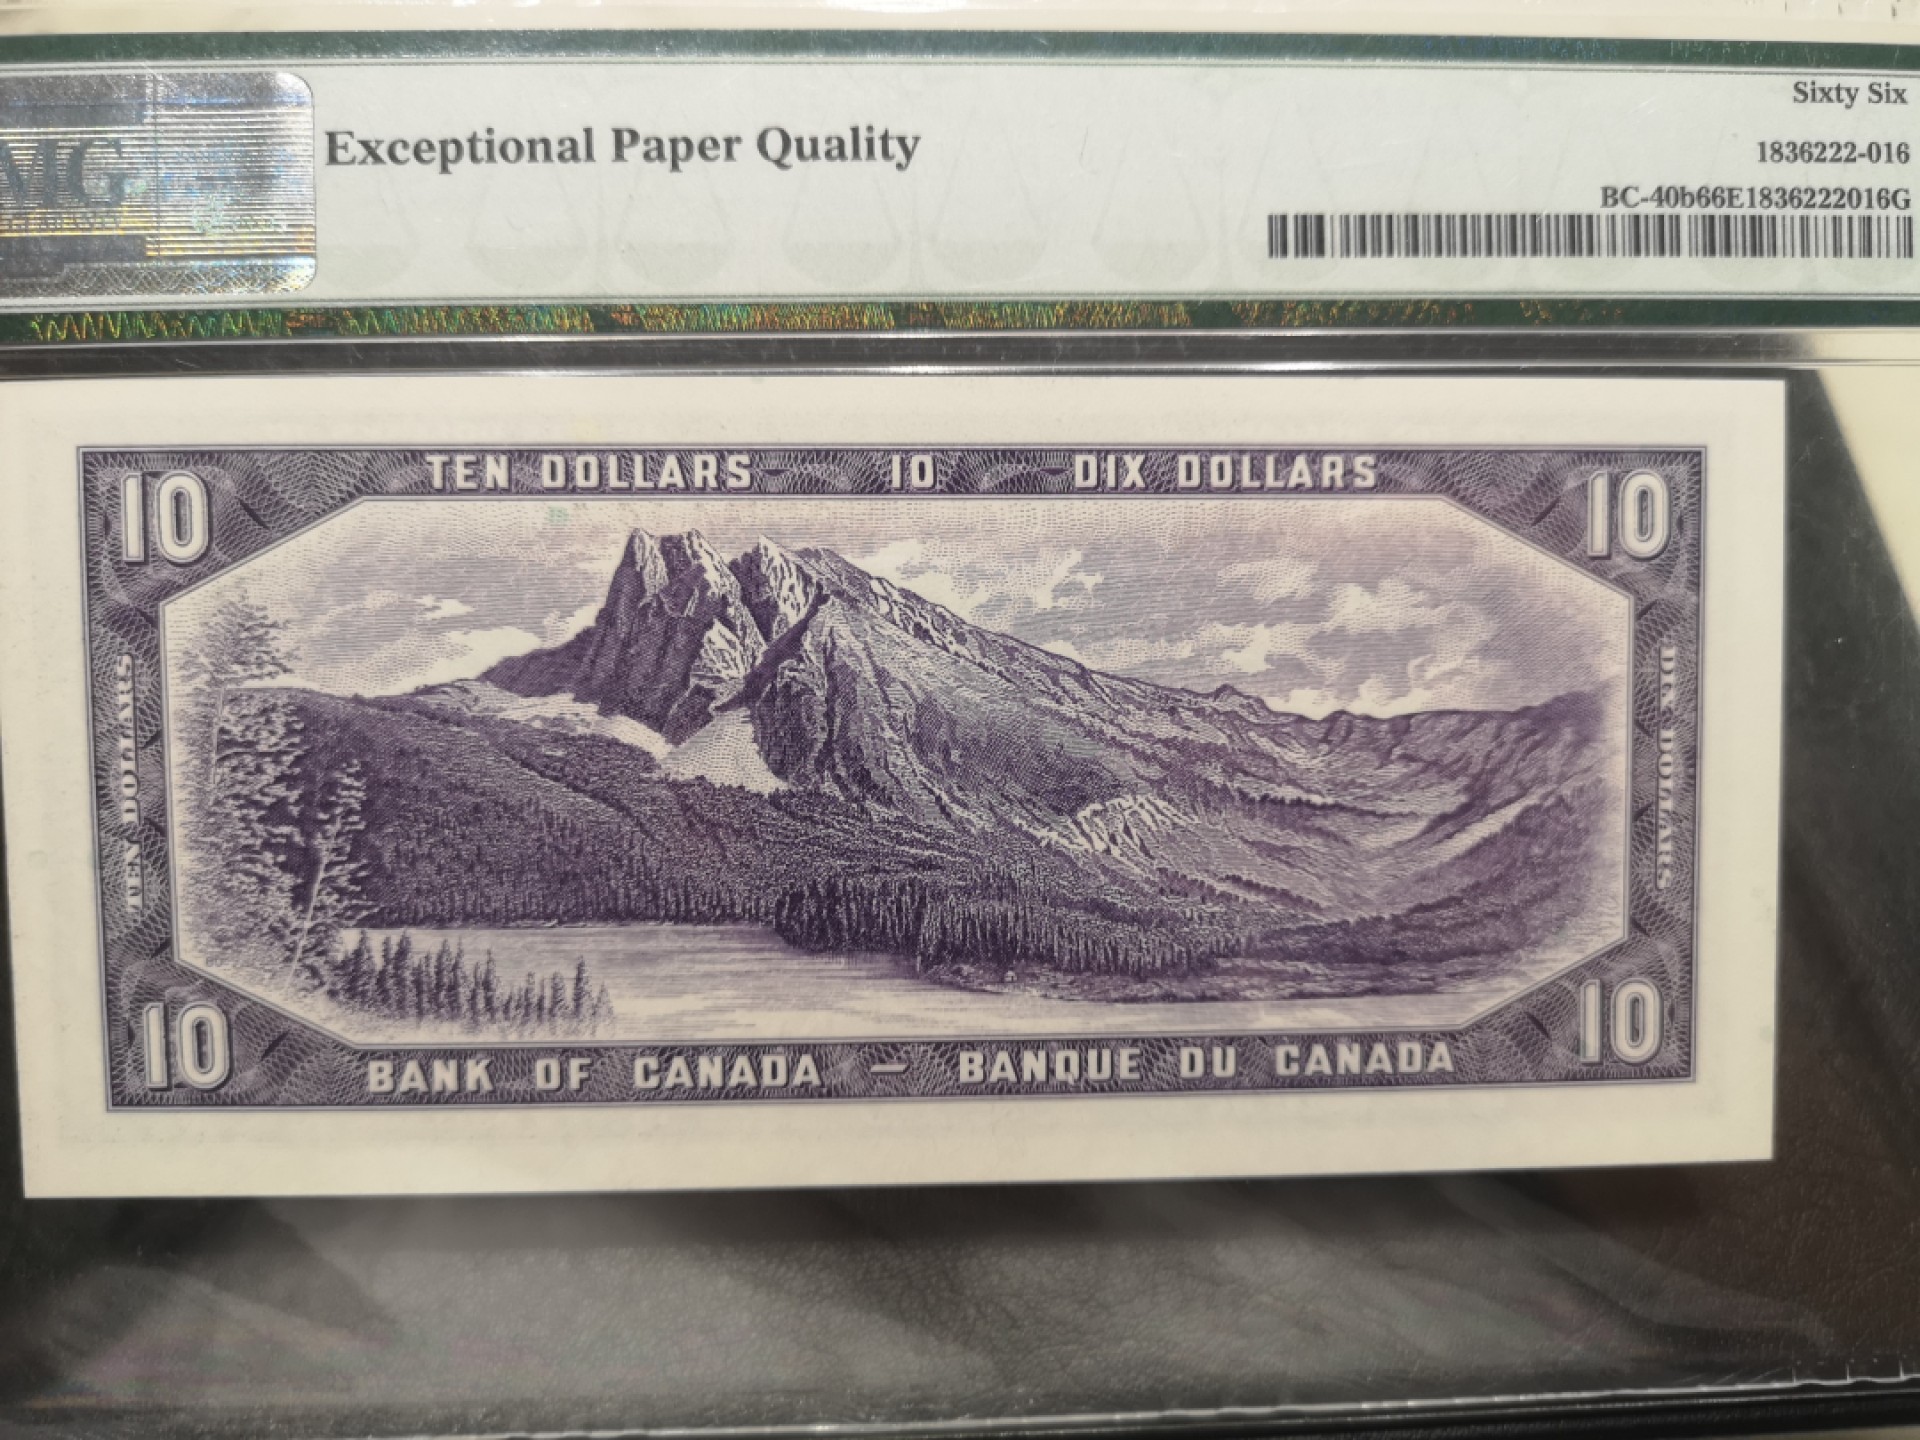 Sixty Six
MG
Exceptional Paper Quality
1836222-016
BC-40b66E1836222016G
TEN DOLLARS 10 DIX DOLLARS
10 10
TEN DOLLARS
DIX DOLLARS
10 10
BANK OF CANADA — BANQUE DU CANADA